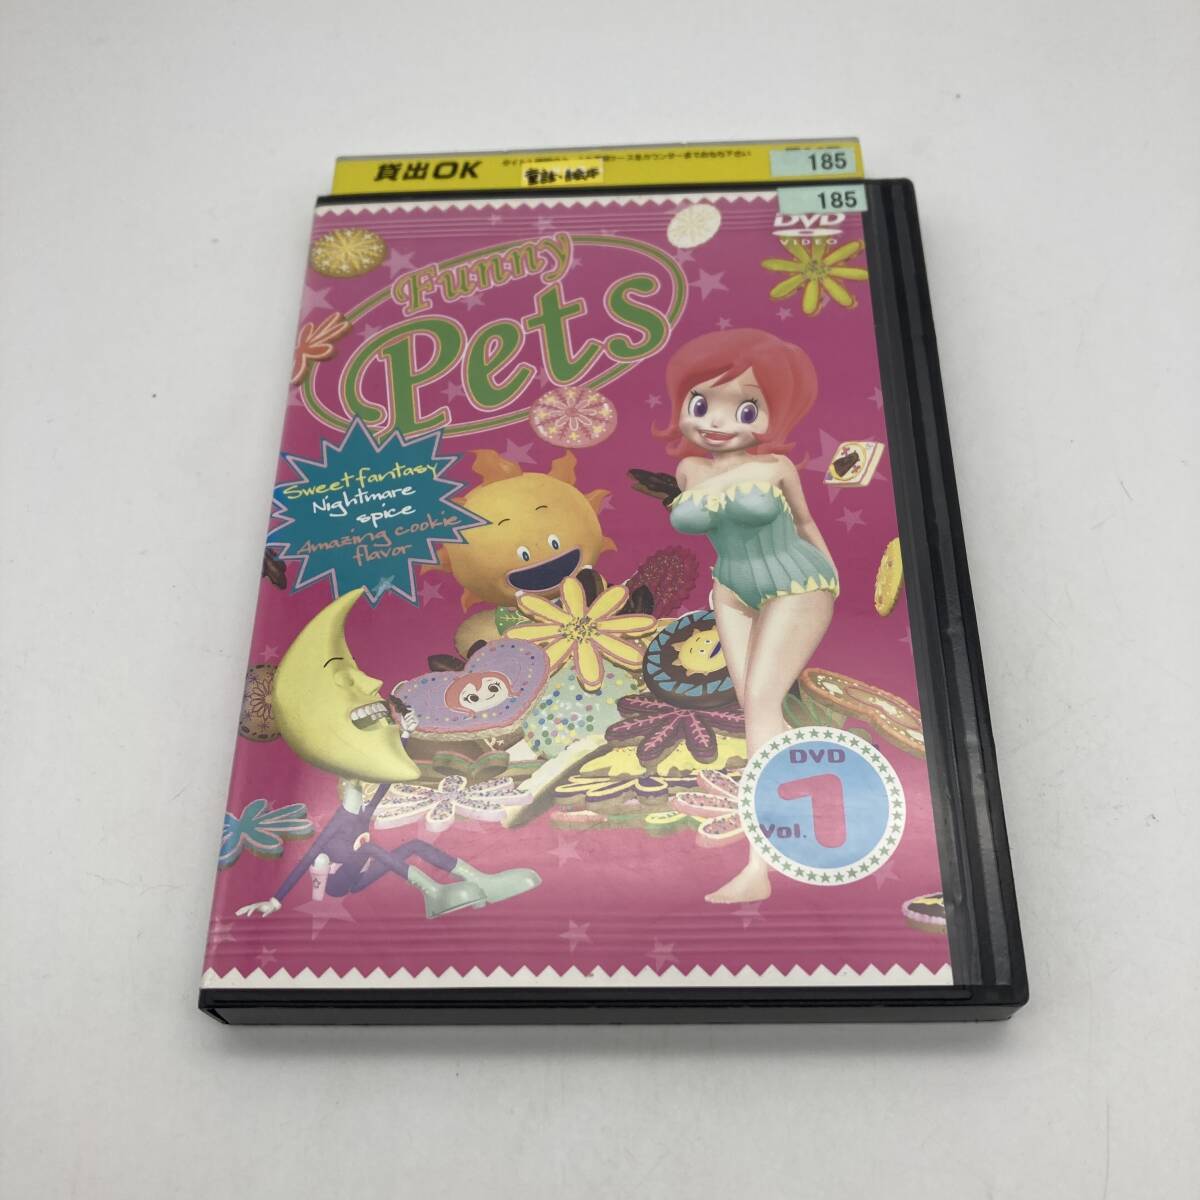 貸出OK
185
185
DVD
VIDEO
Funny
Pets
Sweet fantasy
Nightmare
spice
Amazing cookie
flavor
DVD
Vol. 1